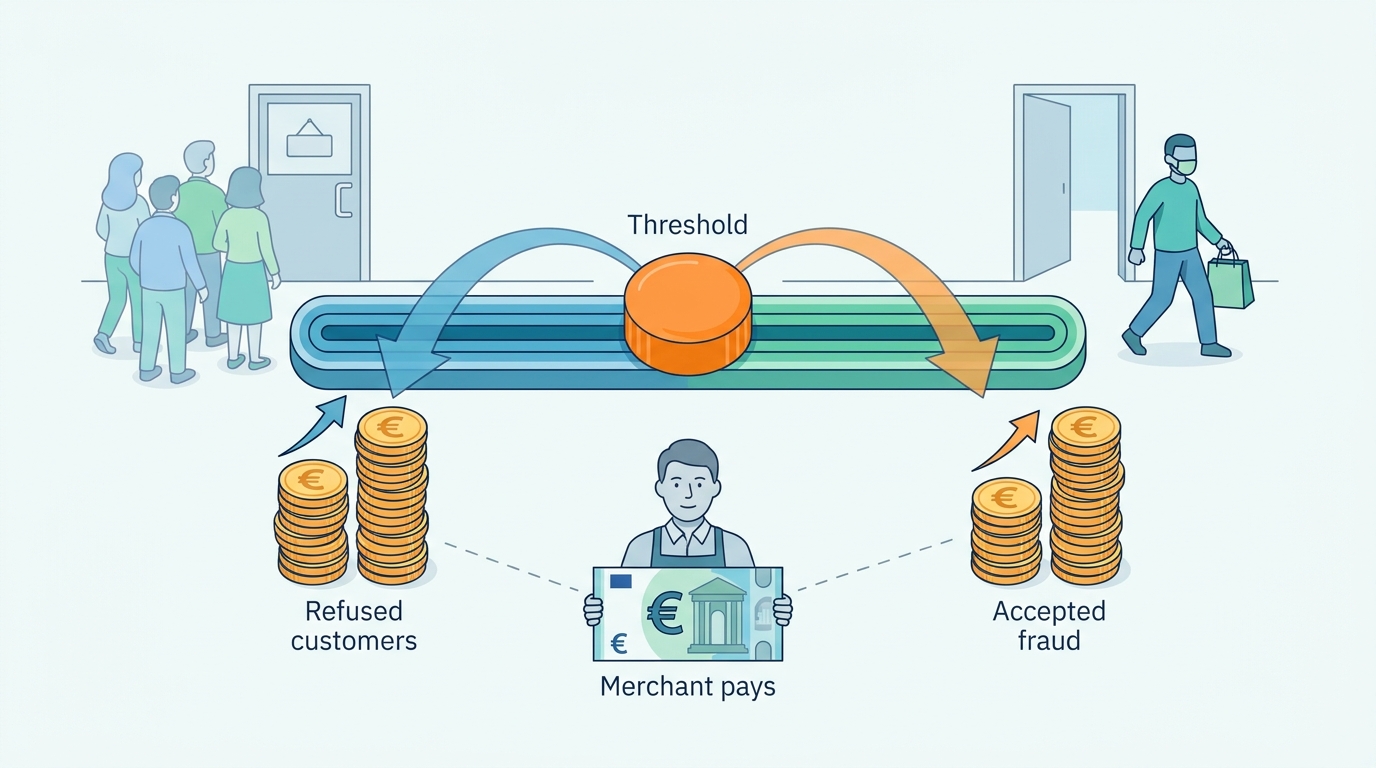 Threshold
€
€
€
€
Refused
customers
Accepted
fraud
€
€
Merchant pays